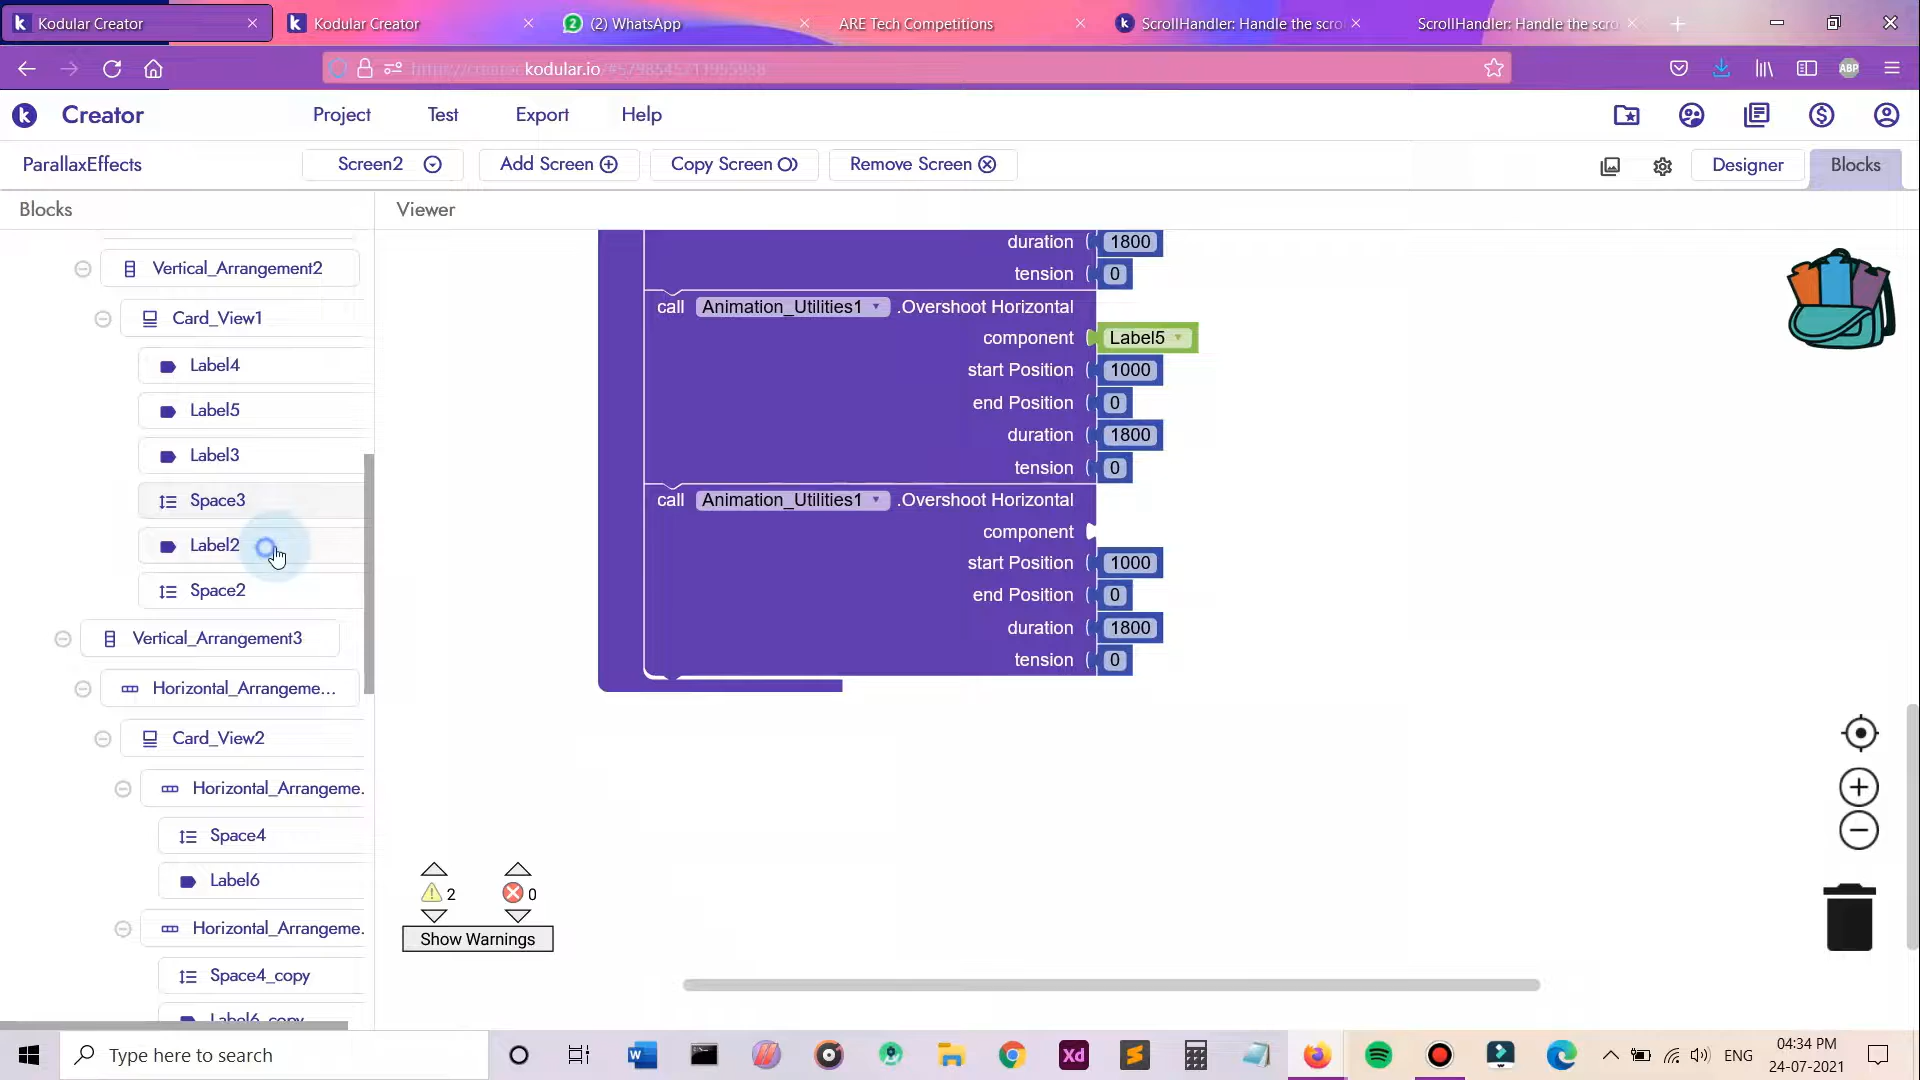 Kodular Creator
Kodular Creator
(2) WhatsApp
ARE Tech Competitions
ScrollHandler: Handle the scro
ScrollHandler: Handle the scro
https://creator.kodular.io
ABP
Creator
Project
Test
Export
Help
ParallaxEffects
Screen2
Add Screen
Copy Screen
Remove Screen
Designer
Blocks
Blocks
Viewer
Vertical_Arrangement2
Card_View1
Label4
Label5
Label3
Space3
Label2
Space2
Vertical_Arrangement3
Horizontal_Arrangeme...
Card_View2
Horizontal_Arrangeme.
Space4
Label6
Horizontal_Arrangeme.
Space4_copy
Label6_copy
duration 1800
tension 0
call Animation_Utilities1 .Overshoot Horizontal
component Label5
start Position 1000
end Position 0
duration 1800
tension 0
call Animation_Utilities1 .Overshoot Horizontal
component
start Position 1000
end Position 0
duration 1800
tension 0
2 0
Show Warnings
Type here to search
ENG
04:34 PM
24-07-2021